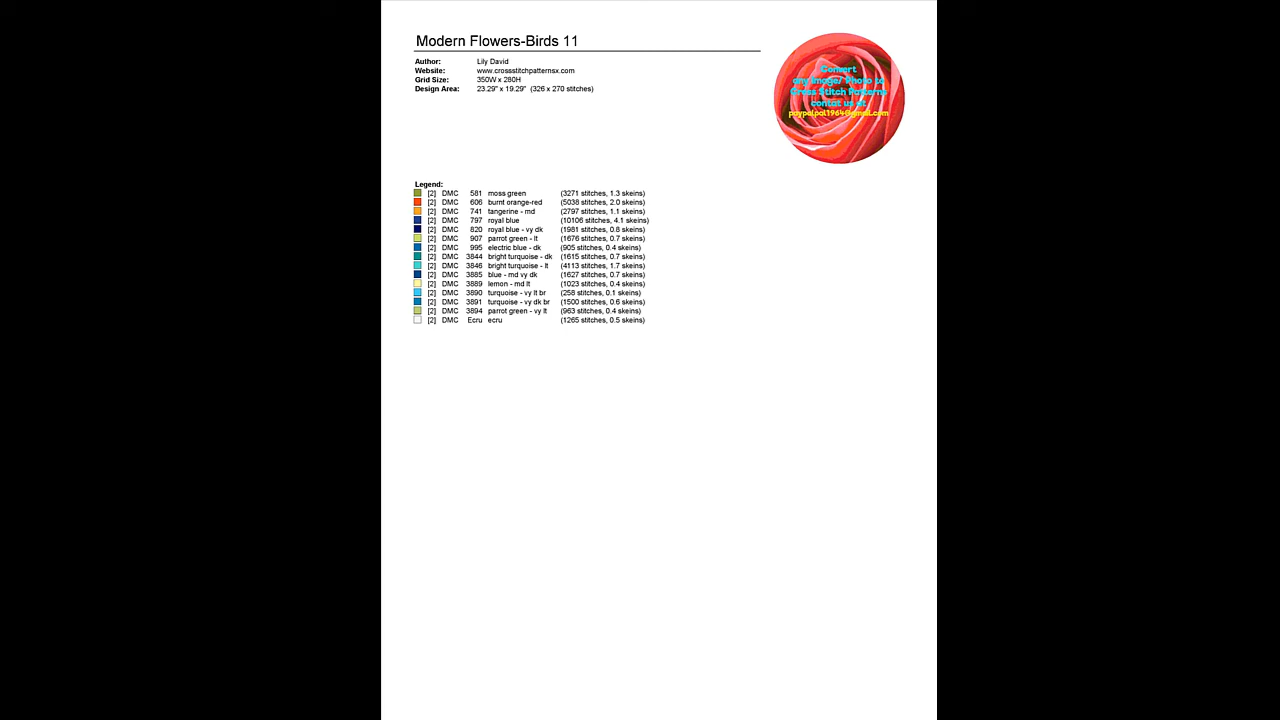 Modern Flowers-Birds 11
Author: Lily David
Website: www.crossstitchpatternsx.com
Grid Size: 350W x 280H
Design Area: 23.29" x 19.29" (326 x 270 stitches)
Convert
any Image/ Photo to
Cross Stitch Patterns
contat us at
paypalpal1964@gmail.com
Legend:
[2] DMC 581 moss green (3271 stitches, 1.3 skeins)
[2] DMC 606 burnt orange-red (5038 stitches, 2.0 skeins)
[2] DMC 741 tangerine - md (2797 stitches, 1.1 skeins)
[2] DMC 797 royal blue (10106 stitches, 4.1 skeins)
[2] DMC 820 royal blue - vy dk (1981 stitches, 0.8 skeins)
[2] DMC 907 parrot green - lt (1676 stitches, 0.7 skeins)
[2] DMC 995 electric blue - dk (905 stitches, 0.4 skeins)
[2] DMC 3844 bright turquoise - dk (1615 stitches, 0.7 skeins)
[2] DMC 3846 bright turquoise - lt (4113 stitches, 1.7 skeins)
[2] DMC 3885 blue - md vy dk (1627 stitches, 0.7 skeins)
[2] DMC 3889 lemon - md lt (1023 stitches, 0.4 skeins)
[2] DMC 3890 turquoise - vy lt br (258 stitches, 0.1 skeins)
[2] DMC 3891 turquoise - vy dk br (1500 stitches, 0.6 skeins)
[2] DMC 3894 parrot green - vy lt (963 stitches, 0.4 skeins)
[2] DMC Ecru ecru (1265 stitches, 0.5 skeins)